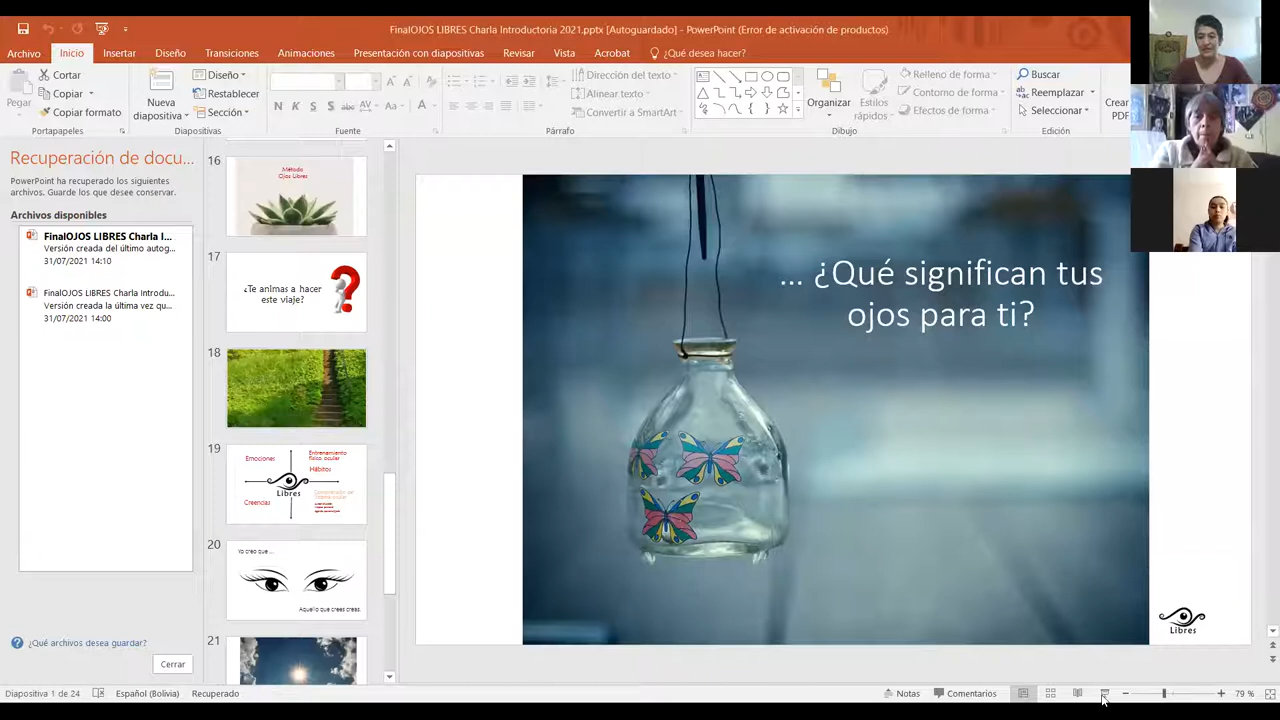 FinalOJOS LIBRES Charla Introductoria 2021.pptx [Autoguardado] - PowerPoint (Error de activación de productos)
Archivo Inicio Insertar Diseño Transiciones Animaciones Presentación con diapositivas Revisar Vista Acrobat ¿Qué desea hacer?
Pegar
Cortar
Copiar
Copiar formato
Portapapeles
Nueva diapositiva
Diseño
Restablecer
Sección
Diapositivas
N K S S abc AV Aa A
Fuente
Dirección del texto
Alinear texto
Convertir a SmartArt
Párrafo
Organizar
Estilos rápidos
Relleno de forma
Contorno de forma
Efectos de forma
Dibujo
Buscar
Reemplazar
Seleccionar
Edición
Crear PDF
Recuperación de docu...
PowerPoint ha recuperado los siguientes
archivos. Guarde los que desee conservar.
Archivos disponibles
FinalOJOS LIBRES Charla I...
Versión creada del último autog...
31/07/2021 14:10
FinalOJOS LIBRES Charla Introdu...
Versión creada la última vez qu...
31/07/2021 14:00
¿Qué archivos desea guardar?
Cerrar
16
Método
Ojos Libres
17
¿Te animas a hacer
este viaje?
18
19
Emociones
Entrenamiento
físico ocular
Hábitos
Libres
Creencias
20
Yo creo que ...
Aquello que crees creas.
21
... ¿Qué significan tus
ojos para ti?
Libres
Diapositiva 1 de 24 Español (Bolivia) Recuperado Notas Comentarios 79 %